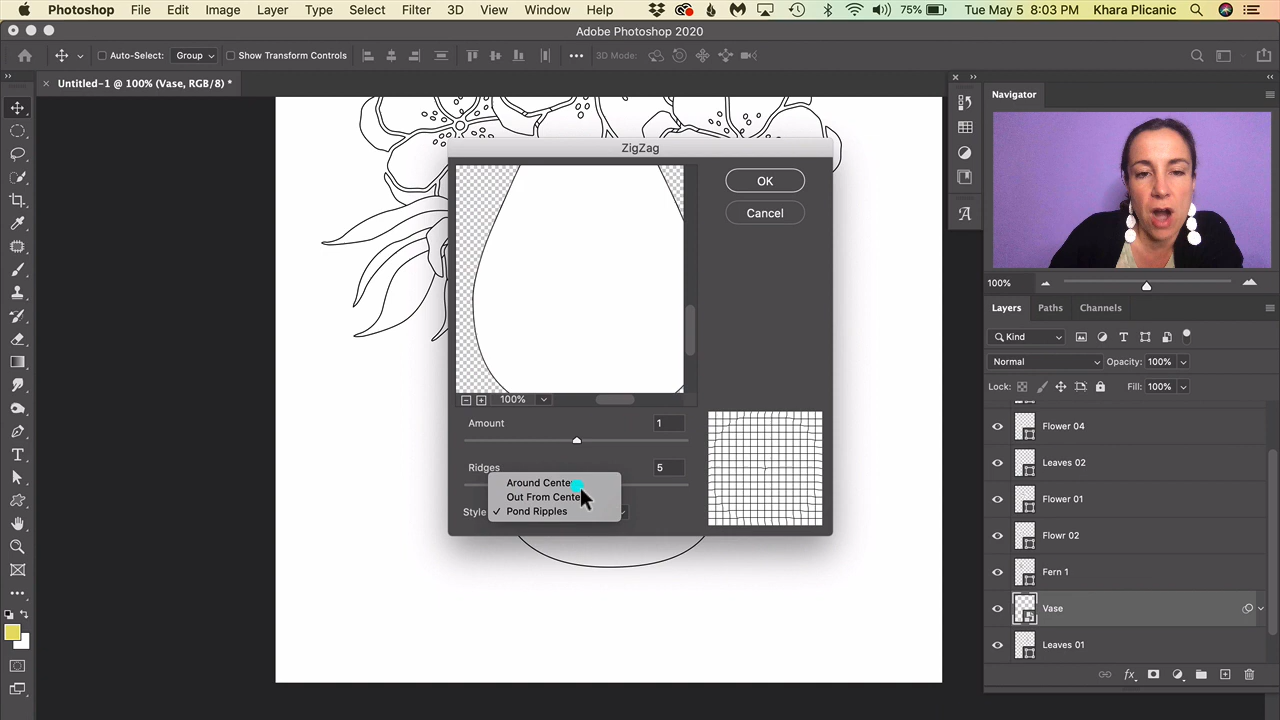 Photoshop File Edit Image Layer Type Select Filter 3D View Window Help 75% Tue May 5 8:03 PM Khara Plicanic
Adobe Photoshop 2020
Auto-Select: Group Show Transform Controls 3D Mode:
Untitled-1 @ 100% (Vase, RGB/8) *
Navigator
ZigZag
OK
Cancel
100%
Layers Paths Channels
Kind
Normal Opacity: 100%
Lock: Fill: 100%
100%
Amount 1
Flower 04
Leaves 02
Ridges 5
Around Center
Out From Center
Style Pond Ripples
Flower 01
Flowr 02
Fern 1
Vase
Leaves 01